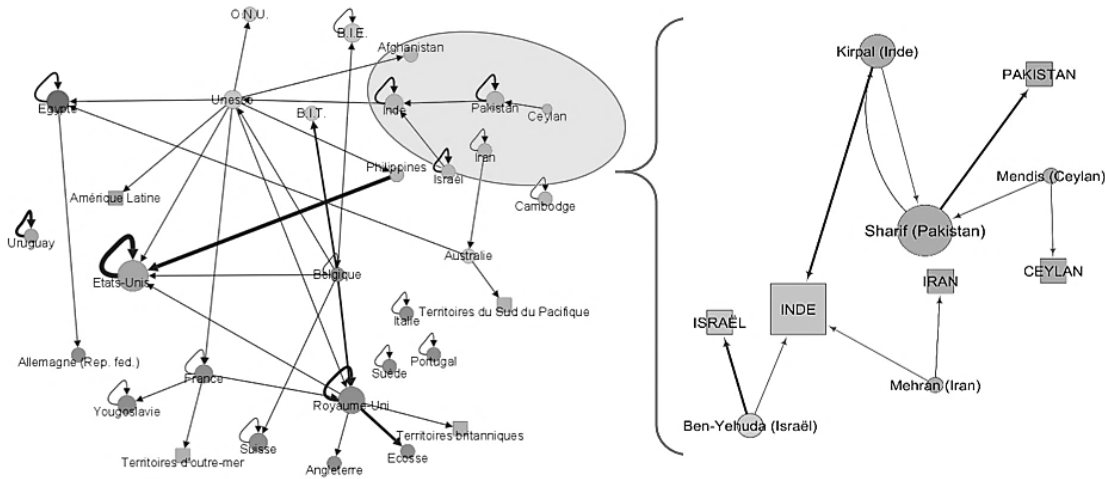 O.N.U.
B.I.E.
Afghanistan
Egypte
Unesco
B.I.T.
Inde
Pakistan
Ceylan
Iran
Israël
Philippines
Amérique Latine
Cambodge
Uruguay
Etats-Unis
Belgique
Australie
Territoires du Sud du Pacifique
Italie
Allemagne (Rep. fed.)
France
Suède
Portugal
Yougoslavie
Royaume-Uni
Territoires britanniques
Suisse
Ecosse
Territoires d'outre-mer
Angleterre
Kirpal (Inde)
PAKISTAN
Mendis (Ceylan)
Sharif (Pakistan)
CEYLAN
IRAN
INDE
ISRAËL
Mehran (Iran)
Ben-Yehuda (Israël)